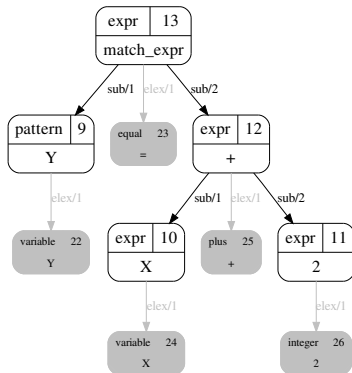 expr 13
match_expr
sub/1 elex/1 sub/2
pattern 9
Y
equal 23
=
expr 12
+
elex/1 sub/1 elex/1 sub/2
variable 22
Y
expr 10
X
plus 25
+
expr 11
2
elex/1 elex/1
variable 24
X
integer 26
2